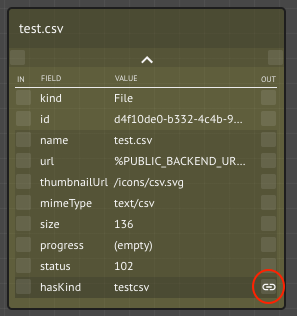 test.csv
IN FIELD VALUE OUT
kind File
id d4f10de0-b332-4c4b-9...
name test.csv
url %PUBLIC_BACKEND_UR...
thumbnailUrl /icons/csv.svg
mimeType text/csv
size 136
progress (empty)
status 102
hasKind testcsv